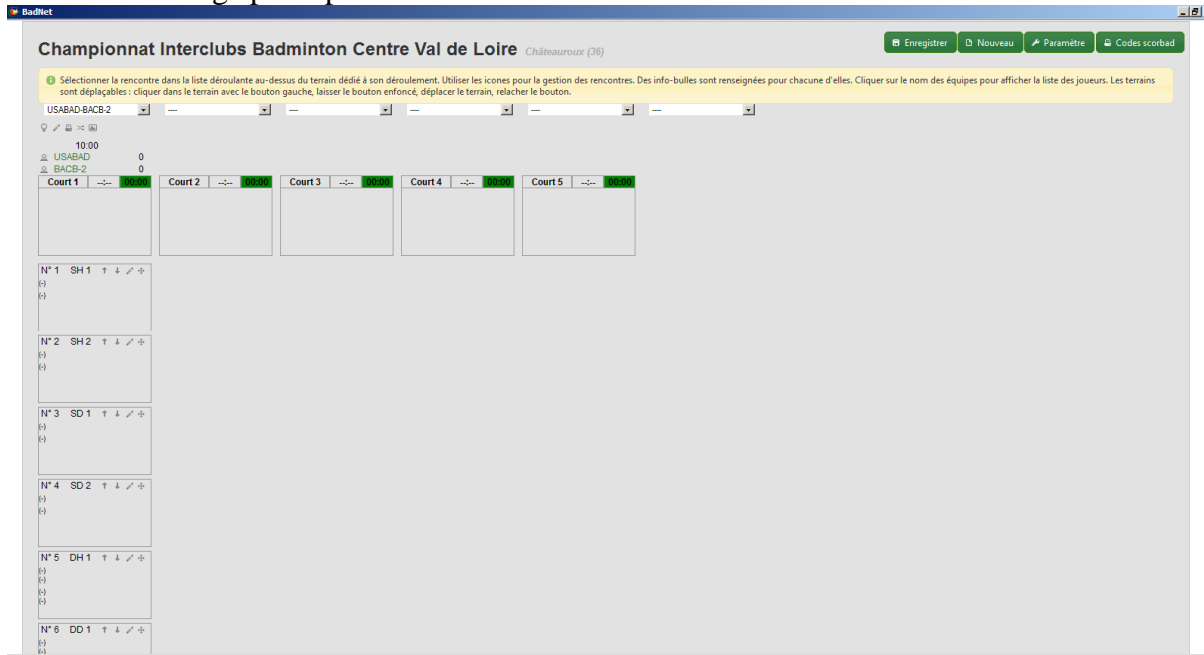 BadNet
Championnat Interclubs Badminton Centre Val de Loire Châteauroux (36)
Enregistrer Nouveau Paramètre Codes scorbad
Sélectionner la rencontre dans la liste déroulante au-dessus du terrain dédié à son déroulement. Utiliser les icones pour la gestion des rencontres. Des info-bulles sont renseignées pour chacune d'elles. Cliquer sur le nom des équipes pour afficher la liste des joueurs. Les terrains
sont déplaçables : cliquer dans le terrain avec le bouton gauche, laisser le bouton enfoncé, déplacer le terrain, relacher le bouton.
USABAD-BACB-2 ---- ---- ---- ---- ----
10:00
USABAD 0
BACB-2 0
Court 1 --:-- 00:00 Court 2 --:-- 00:00 Court 3 --:-- 00:00 Court 4 --:-- 00:00 Court 5 --:-- 00:00
N° 1 SH 1
(-)
(-)
N° 2 SH 2
(-)
(-)
N° 3 SD 1
(-)
(-)
N° 4 SD 2
(-)
(-)
N° 5 DH 1
(-)
(-)
(-)
(-)
N° 6 DD 1
(-)
(-)